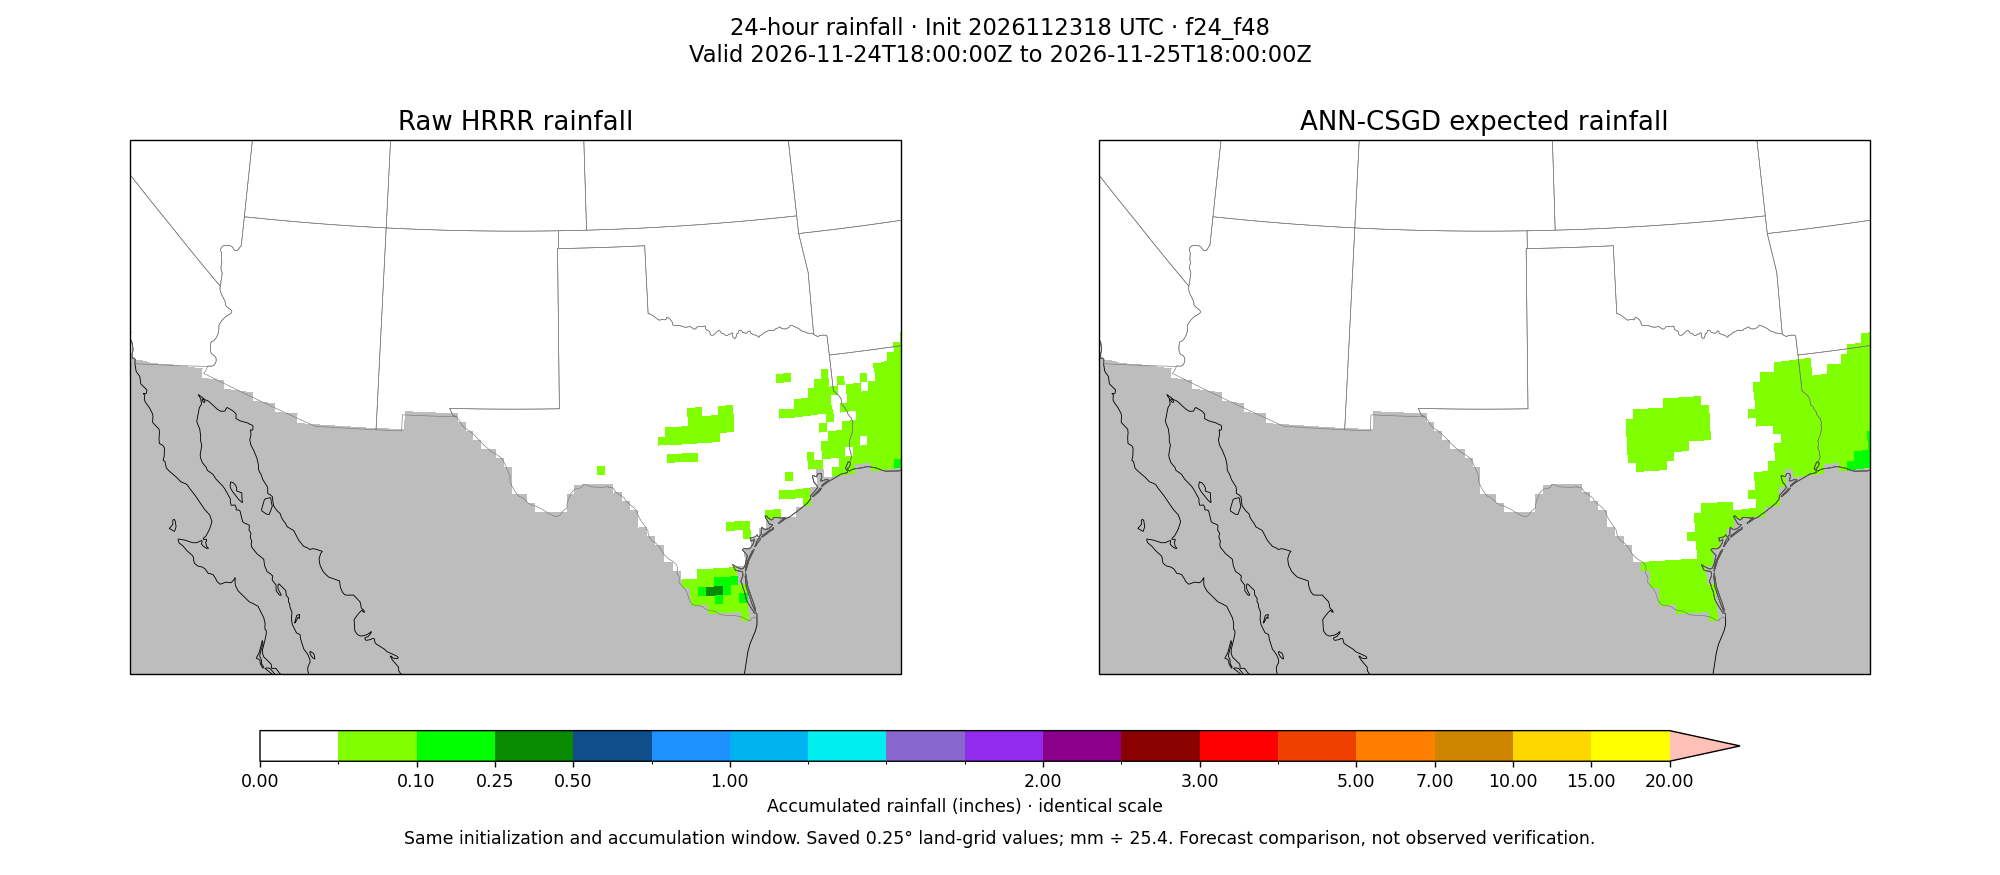 24-hour rainfall · Init 2026112318 UTC · f24_f48
Valid 2026-11-24T18:00:00Z to 2026-11-25T18:00:00Z
Raw HRRR rainfall
ANN-CSGD expected rainfall
0.00 0.10 0.25 0.50 1.00 2.00 3.00 5.00 7.00 10.00 15.00 20.00
Accumulated rainfall (inches) · identical scale
Same initialization and accumulation window. Saved 0.25° land-grid values; mm ÷ 25.4. Forecast comparison, not observed verification.